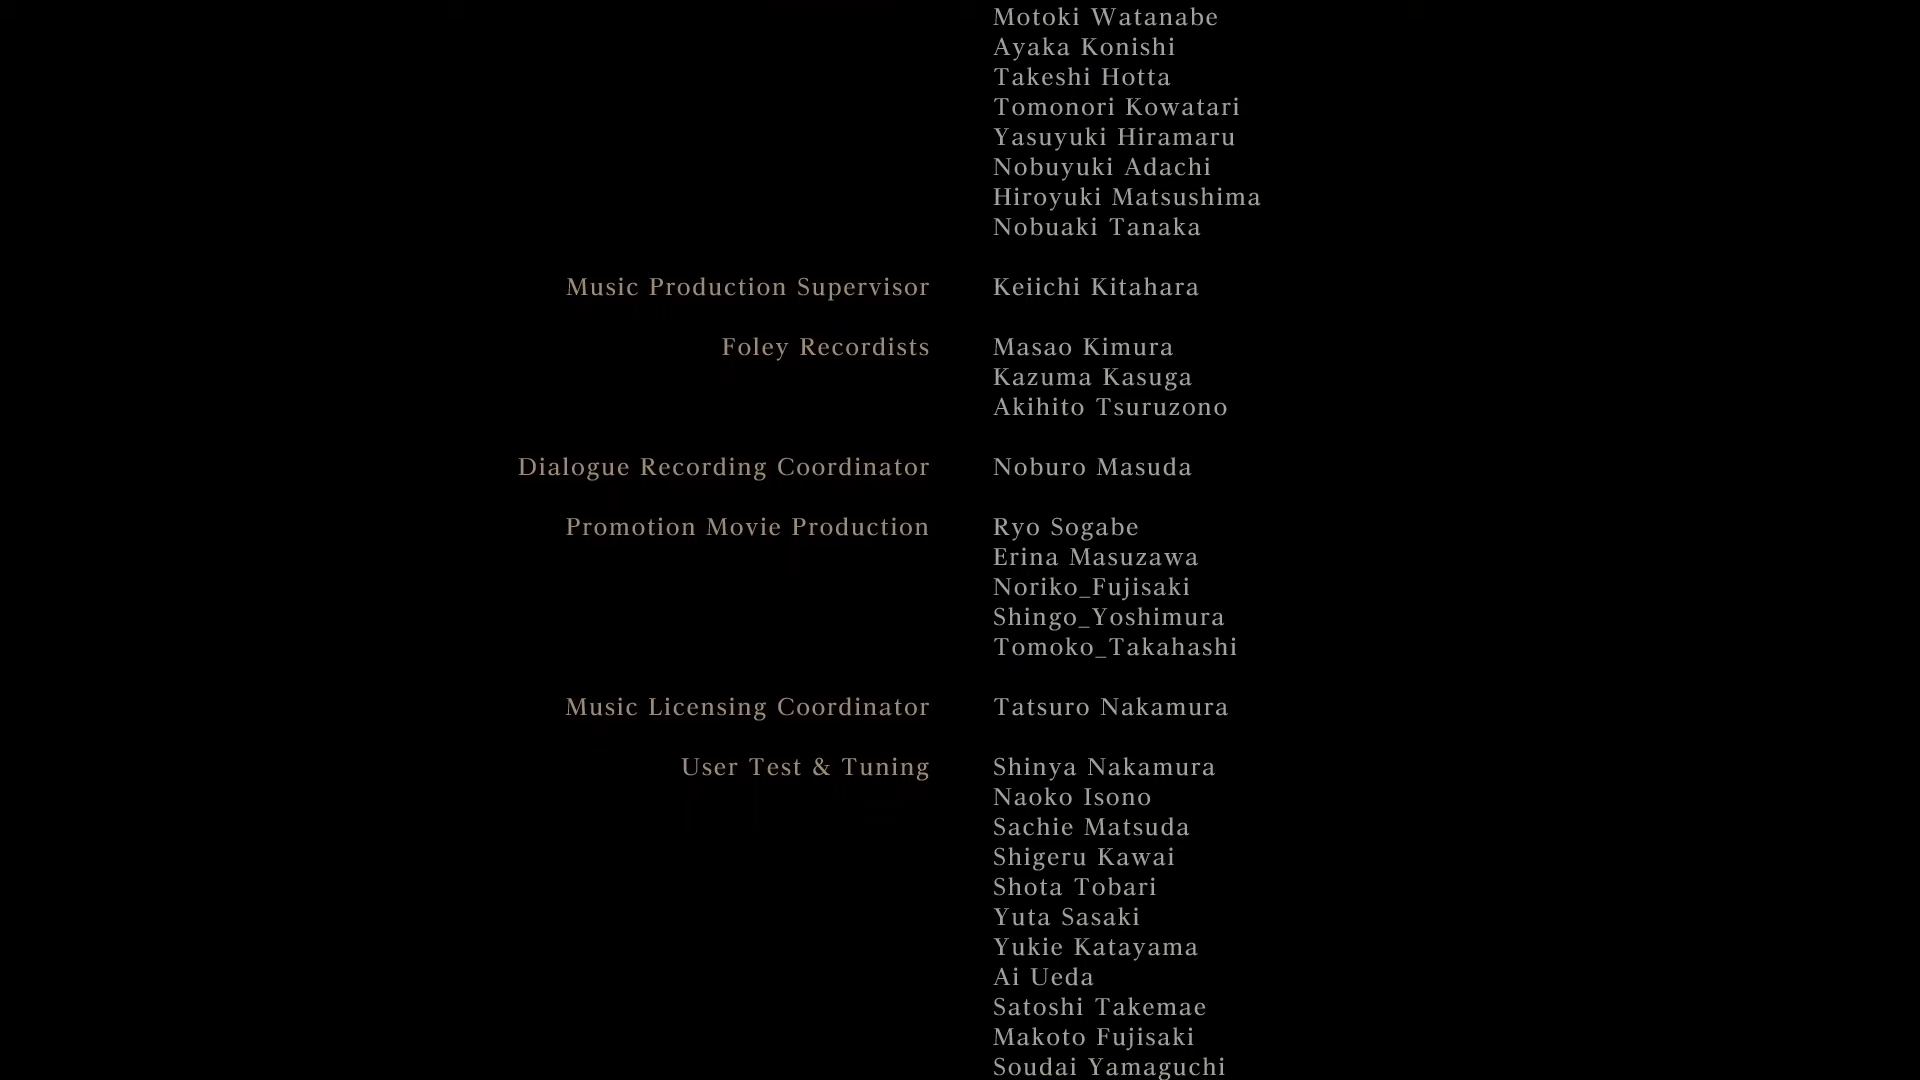 Motoki Watanabe
Ayaka Konishi
Takeshi Hotta
Tomonori Kowatari
Yasuyuki Hiramaru
Nobuyuki Adachi
Hiroyuki Matsushima
Nobuaki Tanaka
Music Production Supervisor Keiichi Kitahara
Foley Recordists Masao Kimura
Kazuma Kasuga
Akihito Tsuruzono
Dialogue Recording Coordinator Noburo Masuda
Promotion Movie Production Ryo Sogabe
Erina Masuzawa
Noriko_Fujisaki
Shingo_Yoshimura
Tomoko_Takahashi
Music Licensing Coordinator Tatsuro Nakamura
User Test & Tuning Shinya Nakamura
Naoko Isono
Sachie Matsuda
Shigeru Kawai
Shota Tobari
Yuta Sasaki
Yukie Katayama
Ai Ueda
Satoshi Takemae
Makoto Fujisaki
Soudai Yamaguchi